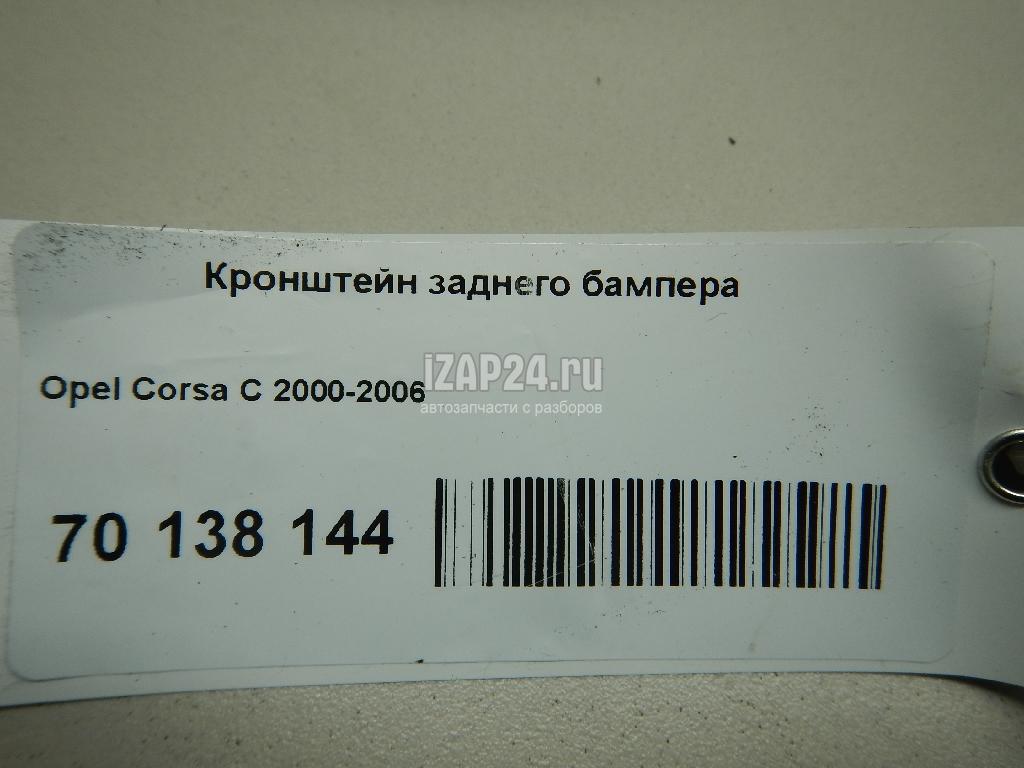 Кронштейн заднего бампера
iZAP24.ru
Opel Corsa C 2000-2006
автозапчасти с разборов
70 138 144